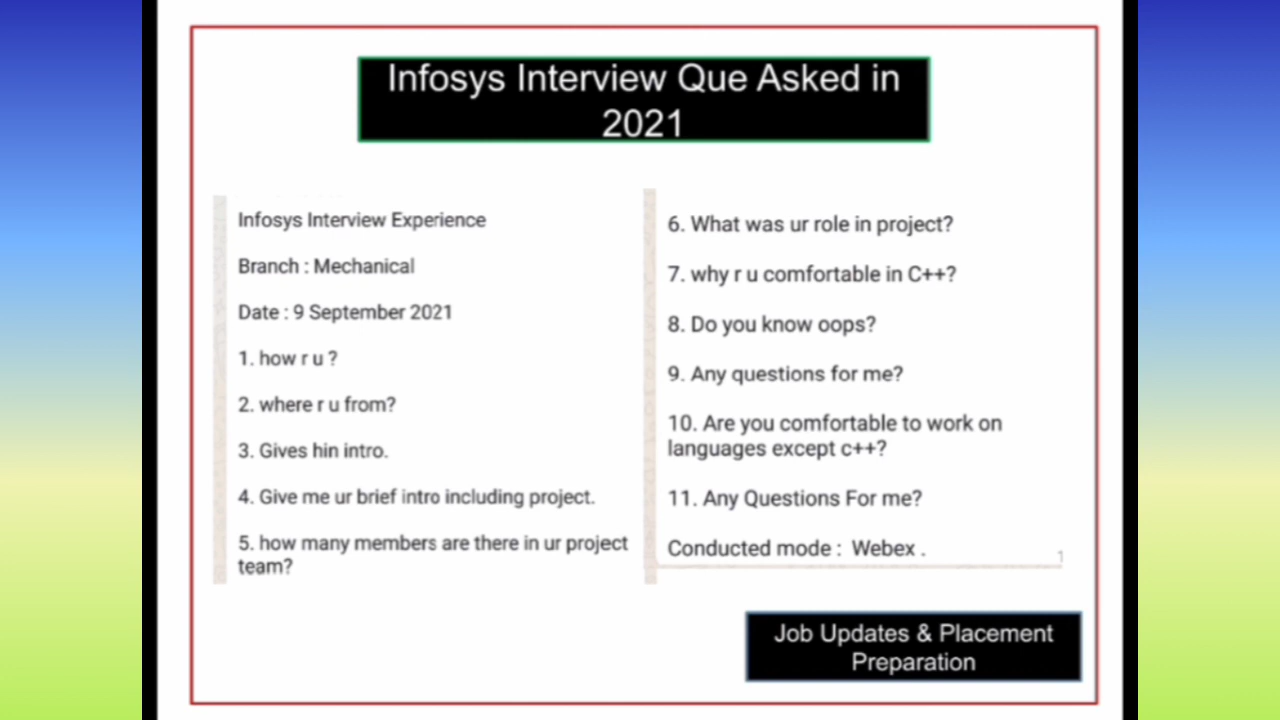 Infosys Interview Que Asked in
2021
Infosys Interview Experience
Branch : Mechanical
Date : 9 September 2021
1. how r u ?
2. where r u from?
3. Gives hin intro.
4. Give me ur brief intro including project.
5. how many members are there in ur project
team?
6. What was ur role in project?
7. why r u comfortable in C++?
8. Do you know oops?
9. Any questions for me?
10. Are you comfortable to work on
languages except c++?
11. Any Questions For me?
Conducted mode :  Webex .
Job Updates & Placement
Preparation